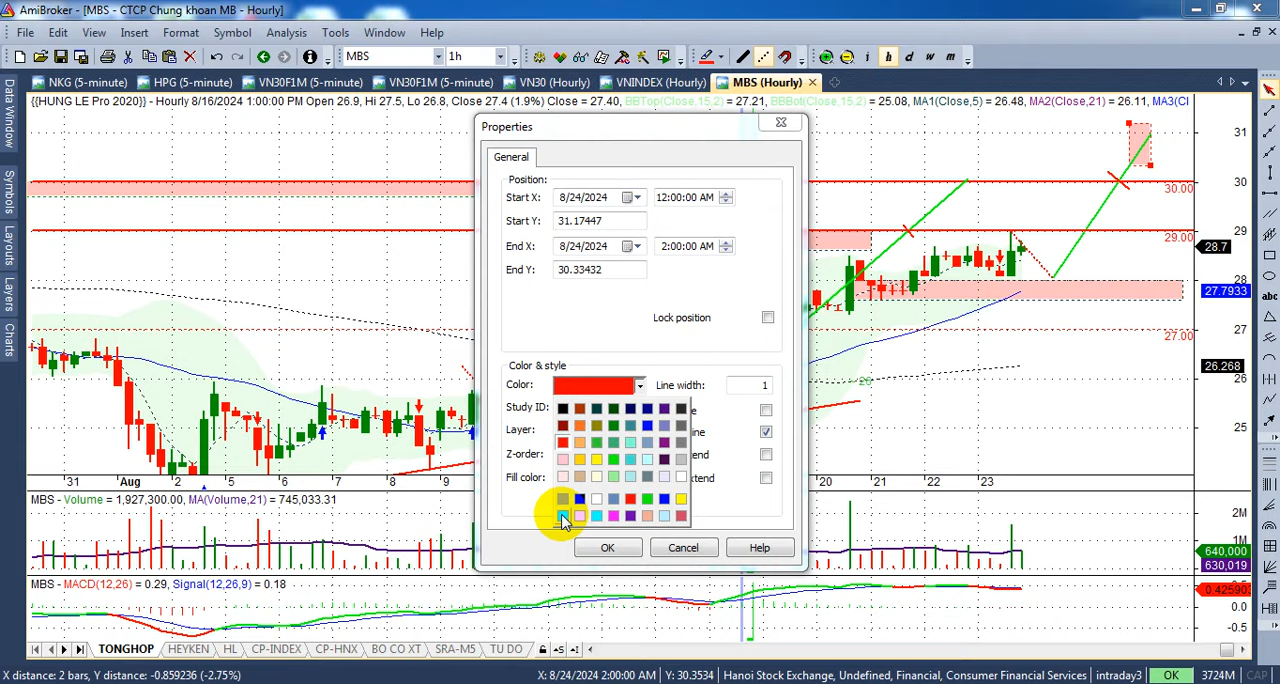 AmiBroker - [MBS - CTCP Chung khoan MB - Hourly]
File Edit View Insert Format Symbol Analysis Tools Window Help
MBS 1h i h d w m
NKG (5-minute) HPG (5-minute) VN30F1M (5-minute) VN30F1M (5-minute) VN30 (Hourly) VNINDEX (Hourly) MBS (Hourly)
{{HUNG LE Pro 2020}} - Hourly 8/16/2024 1:00:00 PM Open 26.9, Hi 27.5, Lo 26.8, Close 27.4 (1.9%) Close = 27.40, BBTop(Close,15,2) = 27.21, BBBot(Close,15,2) = 25.08, MA1(Close,5) = 26.48, MA2(Close,21) = 26.11, MA3(Cl
Data Window
Symbols
Layouts
Layers
Charts
Properties
General
Position:
Start X: 8/24/2024 12:00:00 AM
Start Y: 31.17447
End X: 8/24/2024 2:00:00 AM
End Y: 30.33432
Lock position
Color & style
Color: Line width: 1
Study ID:
Layer: ine
Z-order: end
Fill color: xtend
OK Cancel Help
31
30
30.00
29
29.00
28.7
28
27.7933
27
27.00
26.268
26
26
25
abc
31 Aug 2 5 6 7 8 9 20 21 22 23
MBS - Volume = 1,927,300.00, MA(Volume,21) = 745,033.31
2M
1M
640,000
630,019
MBS - MACD(12,26) = 0.29, Signal(12,26,9) = 0.18
0.42590
0.0
-0.5
TONGHOP HEYKEN HL CP-INDEX CP-HNX BO CO XT SRA-M5 TU DO
X distance: 2 bars, Y distance: -0.859236 (-2.75%) X: 8/24/2024 2:00:00 AM Y: 30.3534 Hanoi Stock Exchange, Undefined, Financial, Consumer Financial Services intraday3 OK 3724M CAP